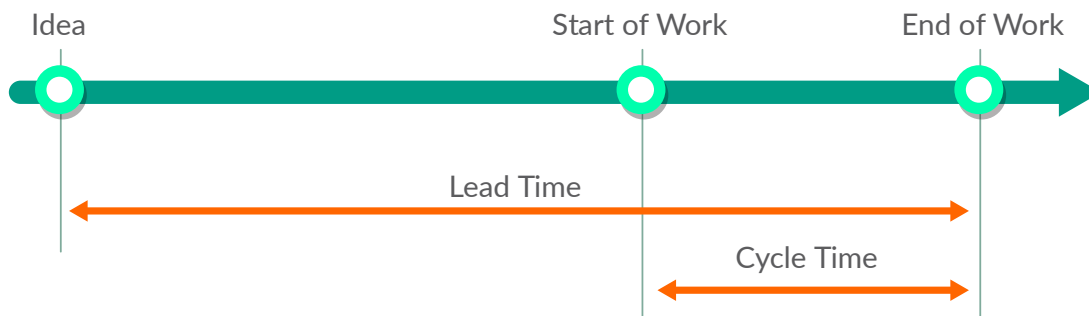 Idea
Start of Work
End of Work
Lead Time
Cycle Time